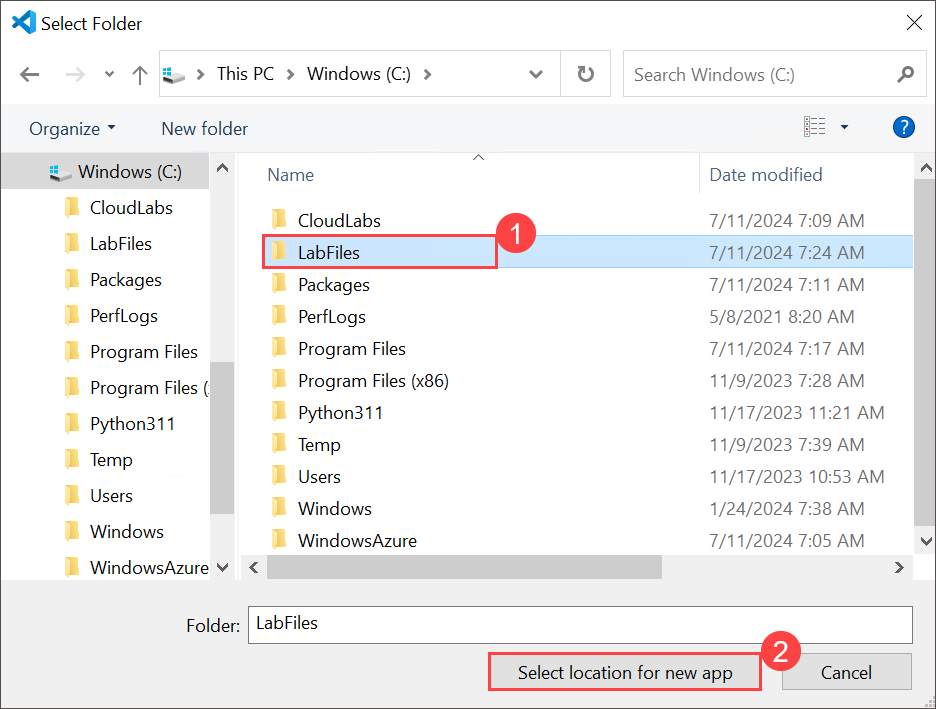 Select Folder
This PC Windows (C:)
Search Windows (C:)
Organize New folder ?
Windows (C:)
CloudLabs
LabFiles
Packages
PerfLogs
Program Files
Program Files (
Python311
Temp
Users
Windows
WindowsAzure
Name Date modified
CloudLabs 7/11/2024 7:09 AM
LabFiles 7/11/2024 7:24 AM
1
Packages 7/11/2024 7:11 AM
PerfLogs 5/8/2021 8:20 AM
Program Files 7/11/2024 7:17 AM
Program Files (x86) 11/9/2023 7:28 AM
Python311 11/17/2023 11:21 AM
Temp 11/9/2023 7:39 AM
Users 11/17/2023 10:53 AM
Windows 1/24/2024 7:38 AM
WindowsAzure 7/11/2024 7:05 AM
Folder: LabFiles
2
Select location for new app Cancel